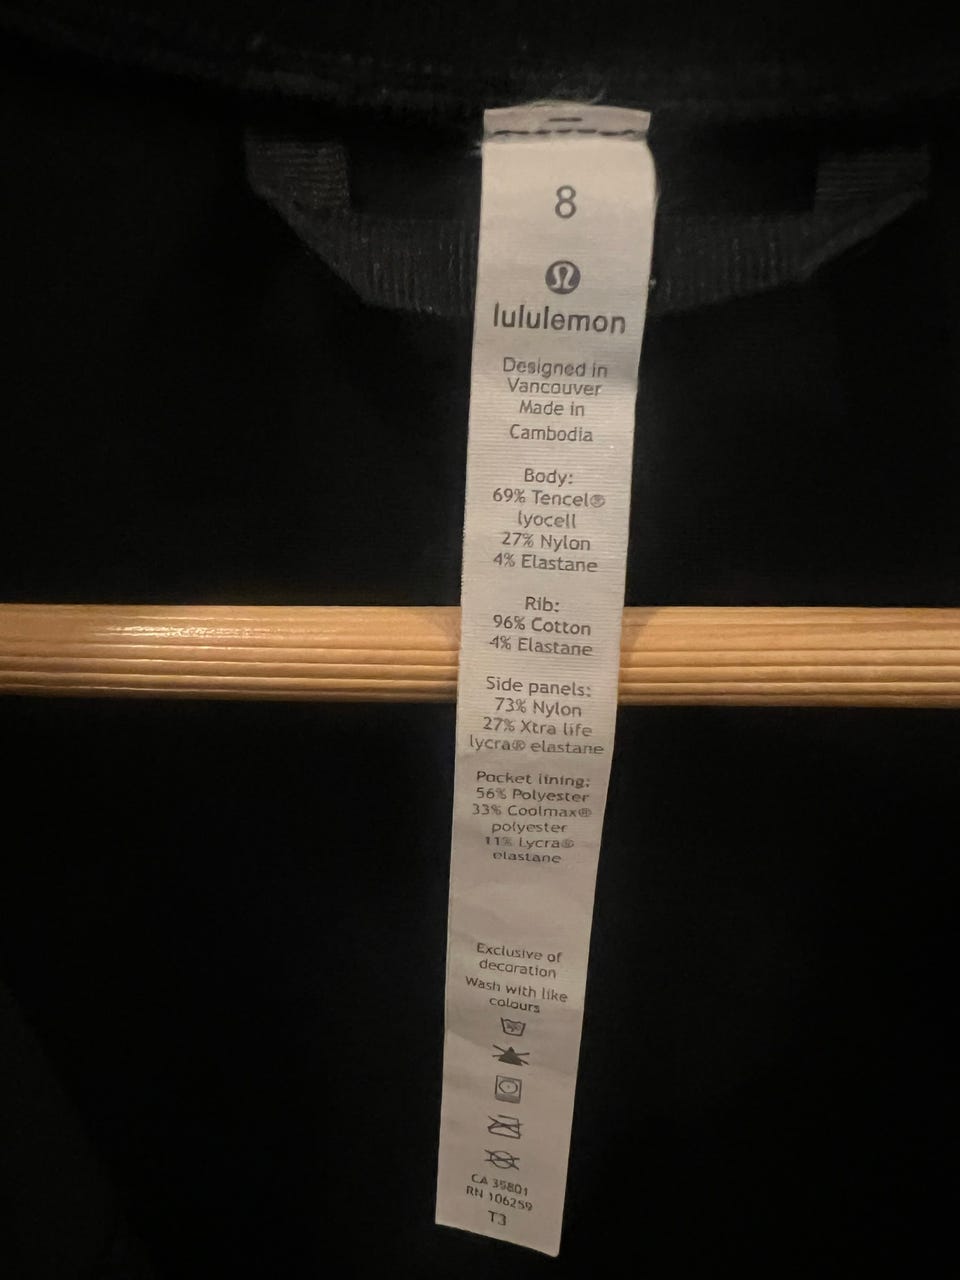 8
lululemon
Designed in
Vancouver
Made in
Cambodia
Body:
69% Tencel®
lyocell
27% Nylon
4% Elastane
Rib:
96% Cotton
4% Elastane
Side panels:
73% Nylon
27% Xtra life
lycra® elastane
Pocket lining:
56% Polyester
33% Coolmax®
polyester
11% Lycra®
elastane
Exclusive of
decoration
Wash with like
colours
CA 35801
RN 106259
T3